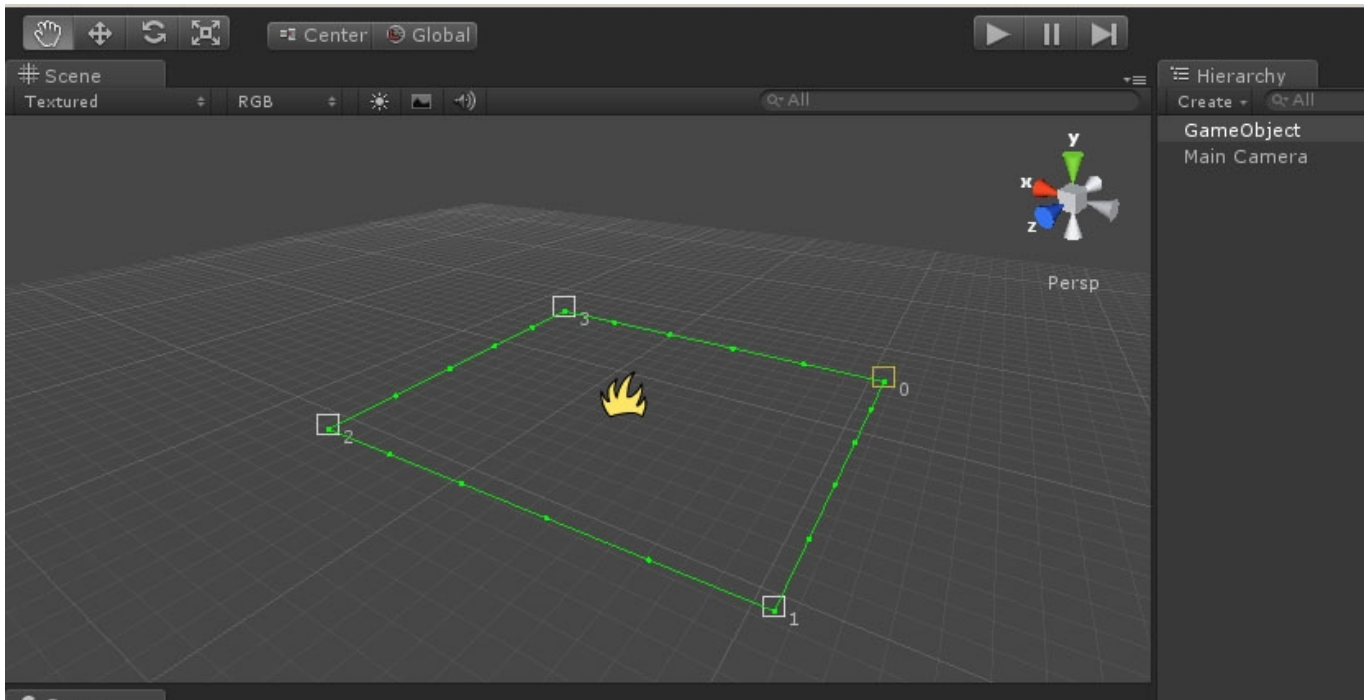 Center Global
Scene
Hierarchy
Textured RGB All
Create All
GameObject
Main Camera
y
x
z
Persp
3
0
2
1